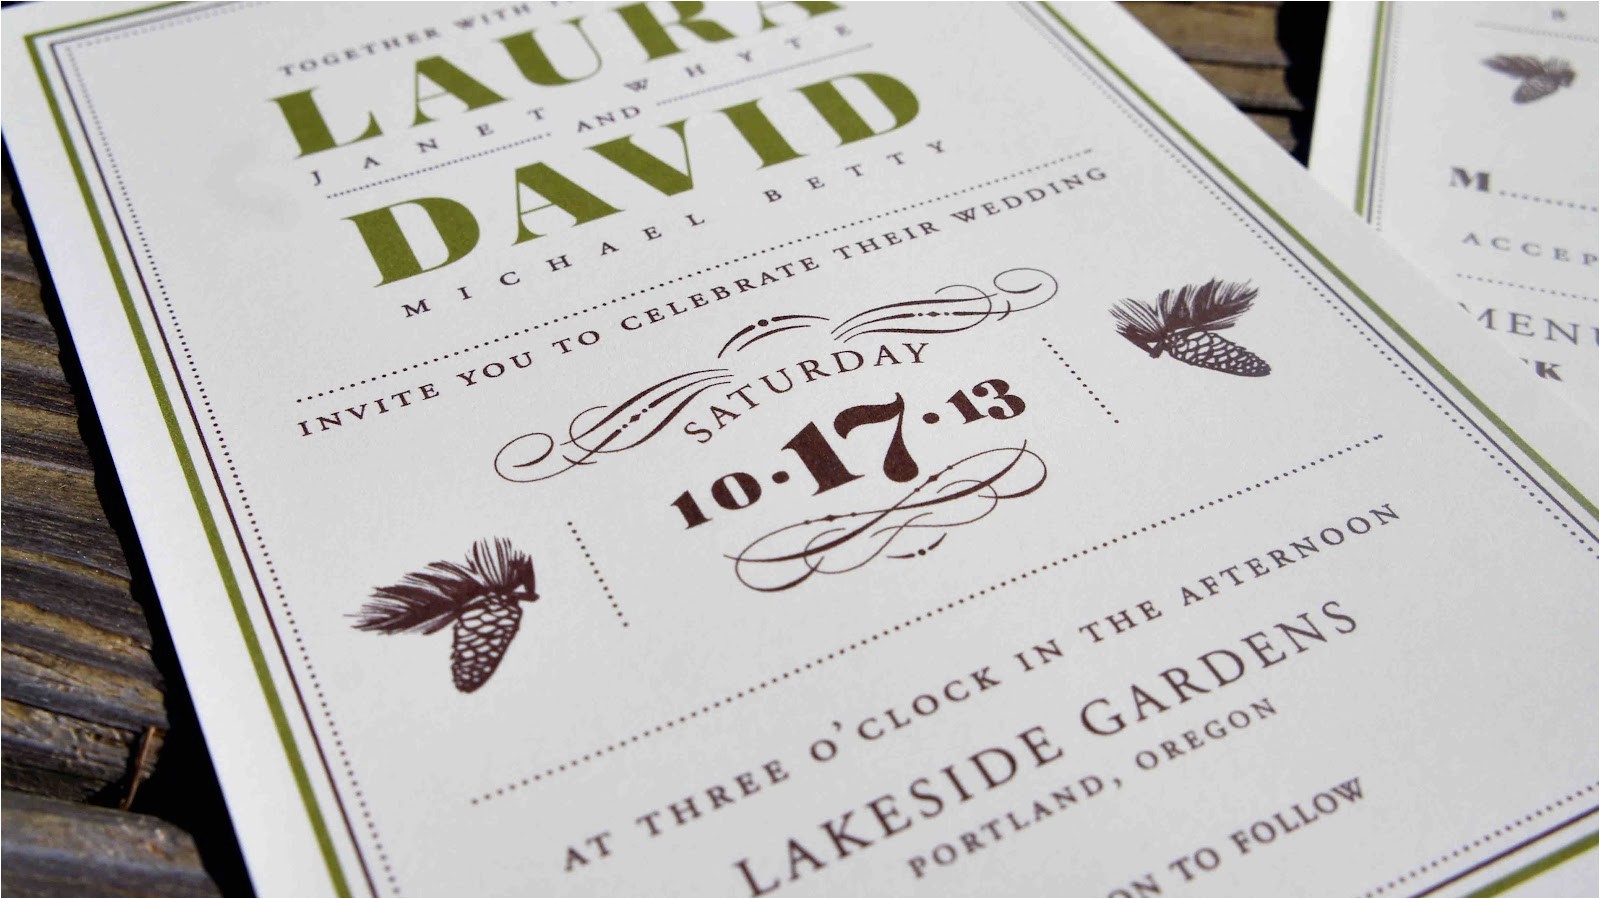 TOGETHER WITH
LAURA
JANET WHYTE
AND
DAVID
MICHAEL BETTY
INVITE YOU TO CELEBRATE THEIR WEDDING
SATURDAY
10·17·13
AT THREE O'CLOCK IN THE AFTERNOON
LAKESIDE GARDENS
PORTLAND, OREGON
ON TO FOLLOW
M
ACCEP
MENU
K